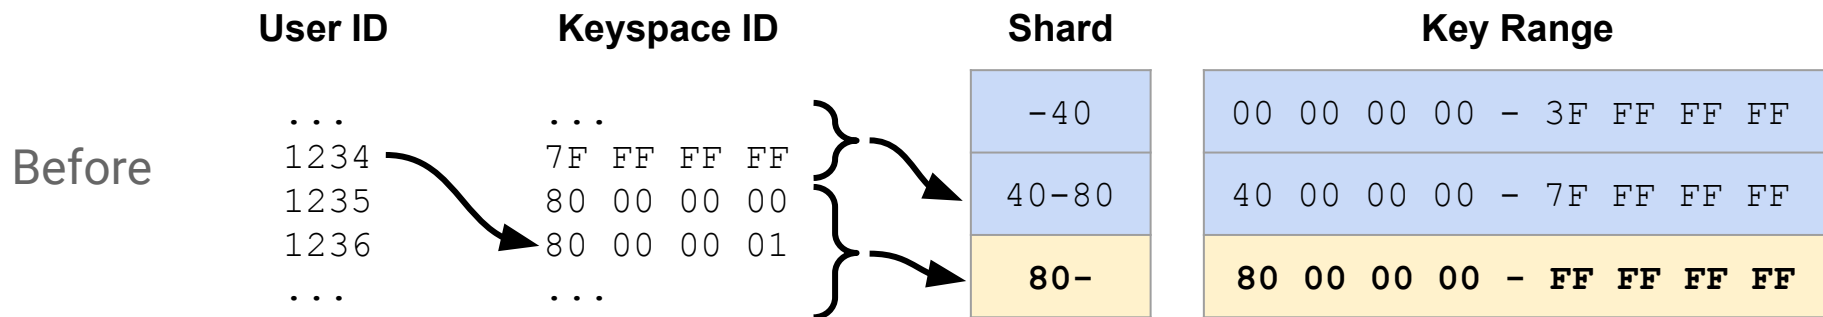 User ID Keyspace ID Shard Key Range
... ... -40 00 00 00 00 - 3F FF FF FF
Before 1234 7F FF FF FF
1235 80 00 00 00 40-80 40 00 00 00 - 7F FF FF FF
1236 80 00 00 01
... ... 80- 80 00 00 00 - FF FF FF FF